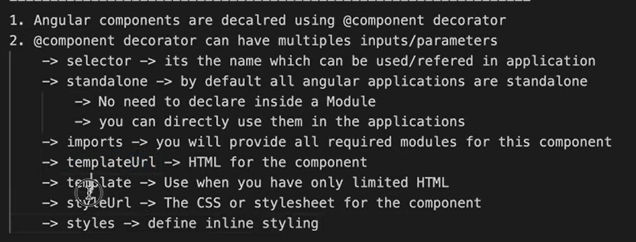 1. Angular components are decalred using @component decorator
2. @component decorator can have multiples inputs/parameters
-> selector -> its the name which can be used/refered in application
-> standalone -> by default all angular applications are standalone
-> No need to declare inside a Module
-> you can directly use them in the applications
-> imports -> you will provide all required modules for this component
-> templateUrl -> HTML for the component
-> template -> Use when you have only limited HTML
-> styleUrl -> The CSS or stylesheet for the component
-> styles -> define inline styling